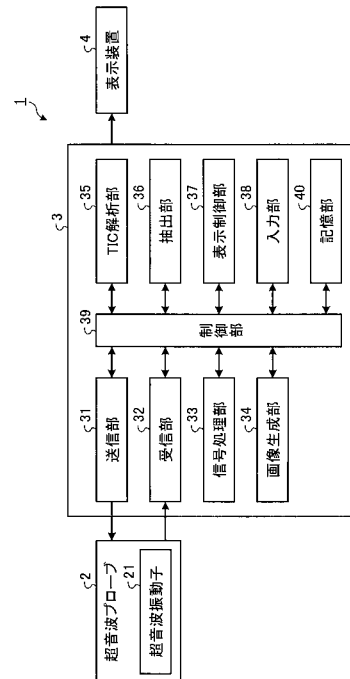 1
2
超音波プローブ
21
超音波振動子
3
31
送信部
32
受信部
33
信号処理部
34
画像生成部
39
制御部
35
TIC解析部
36
抽出部
37
表示制御部
38
入力部
40
記憶部
4
表示装置